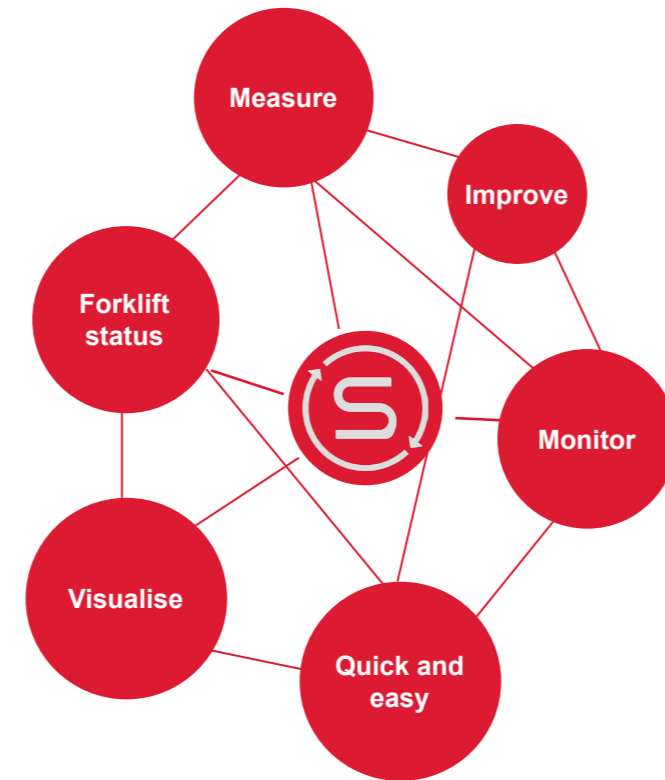 Measure
Improve
Forklift
status
S
Monitor
Visualise
Quick and
easy